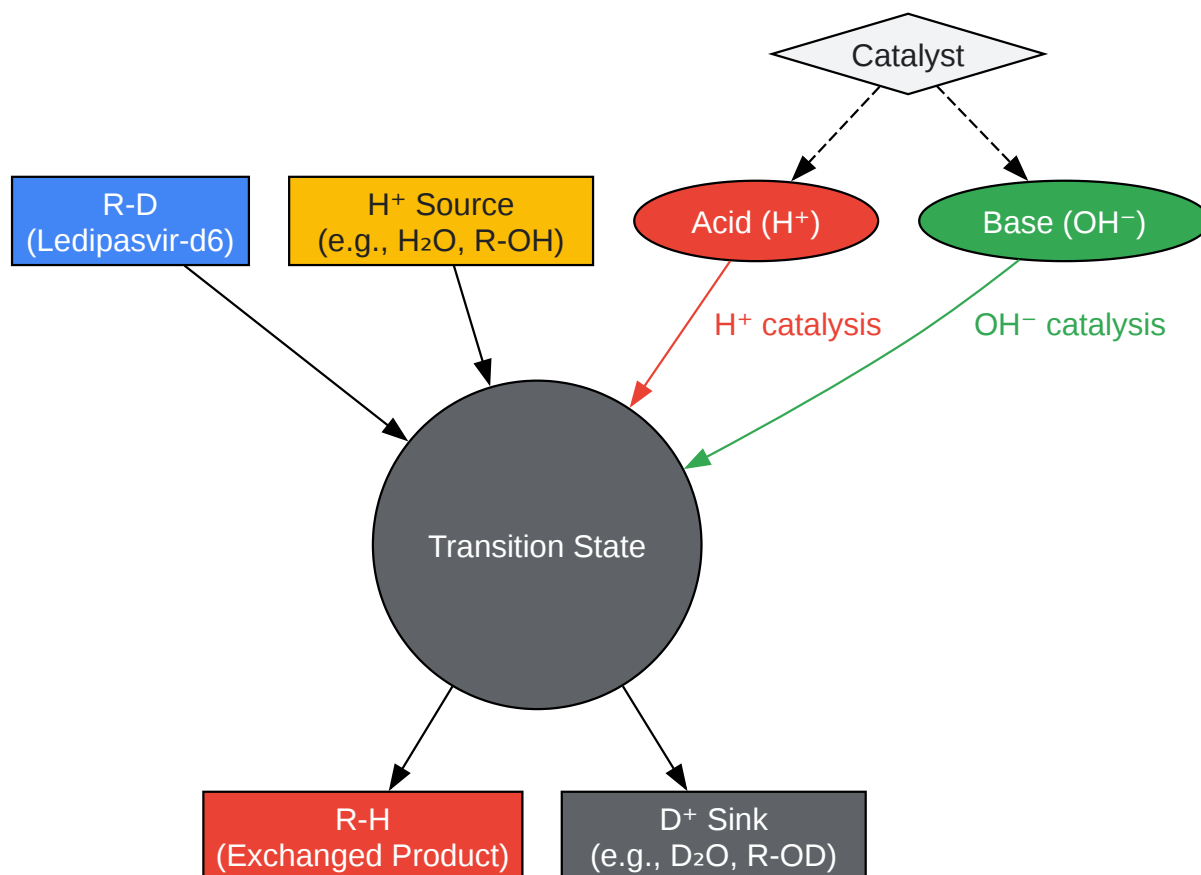 Catalyst
R-D
(Ledipasvir-d6)
H⁺ Source
(e.g., H₂O, R-OH)
Acid (H⁺)
Base (OH⁻)
H⁺ catalysis
OH⁻ catalysis
Transition State
R-H
(Exchanged Product)
D⁺ Sink
(e.g., D₂O, R-OD)